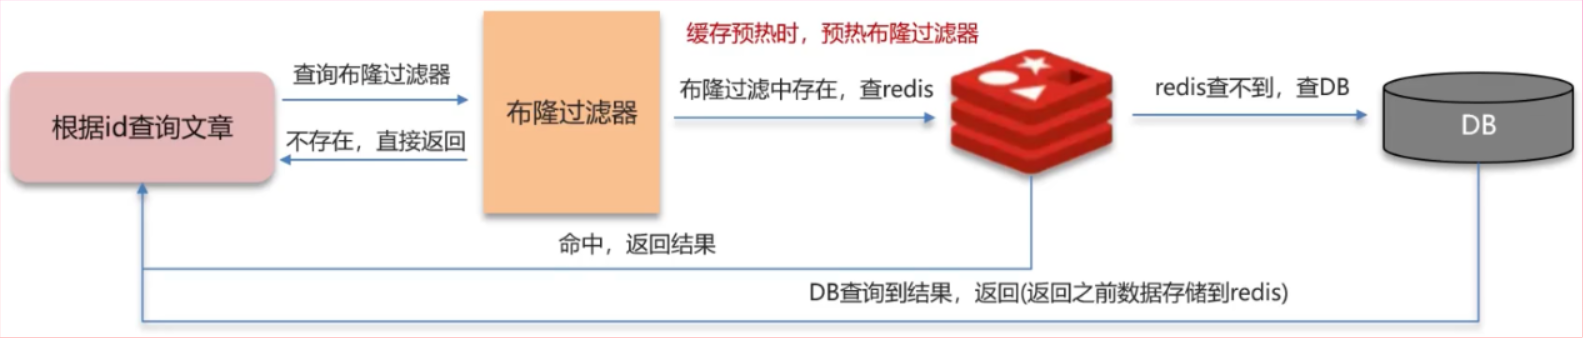 缓存预热时，预热布隆过滤器
查询布隆过滤器
布隆过滤中存在，查redis
redis查不到，查DB
根据id查询文章
布隆过滤器
DB
不存在，直接返回
命中，返回结果
DB查询到结果，返回(返回之前数据存储到redis)